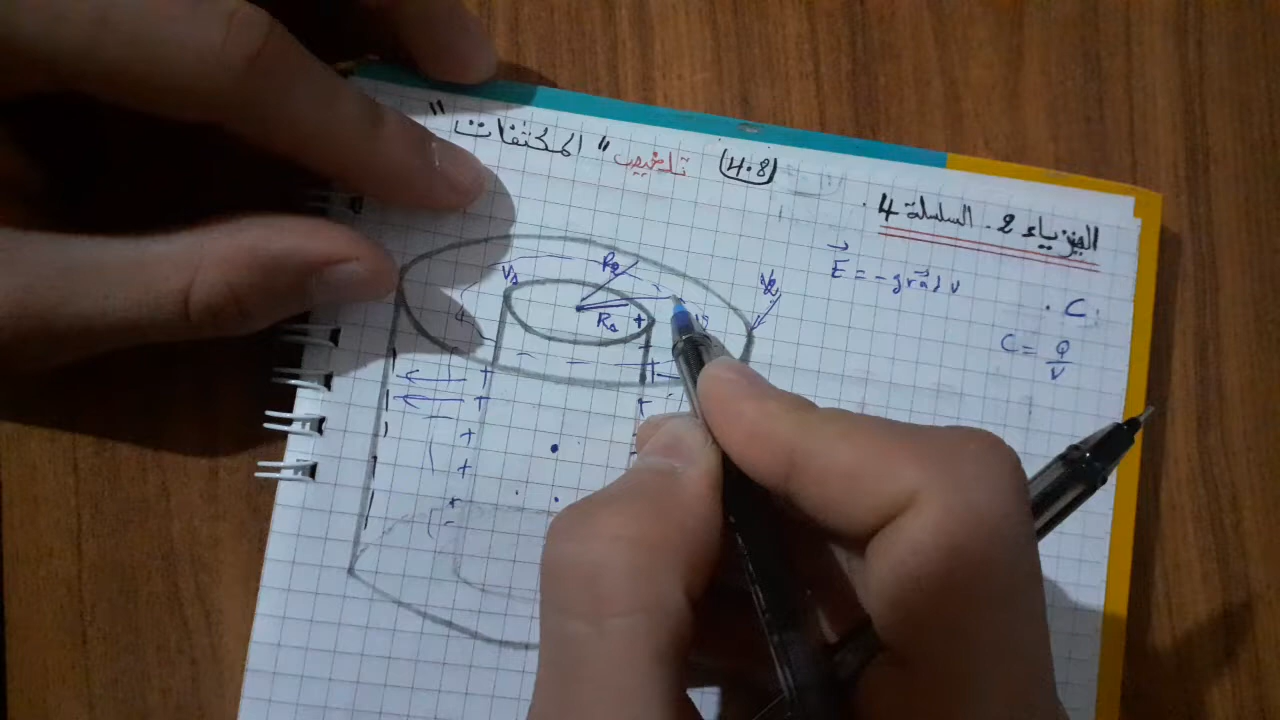 (4.8) تلخيص "المكثفات"
الفيزياء 2. السلسلة 4.
E = -grad V
. C
C = Q/V
V1
R2
R1
V2